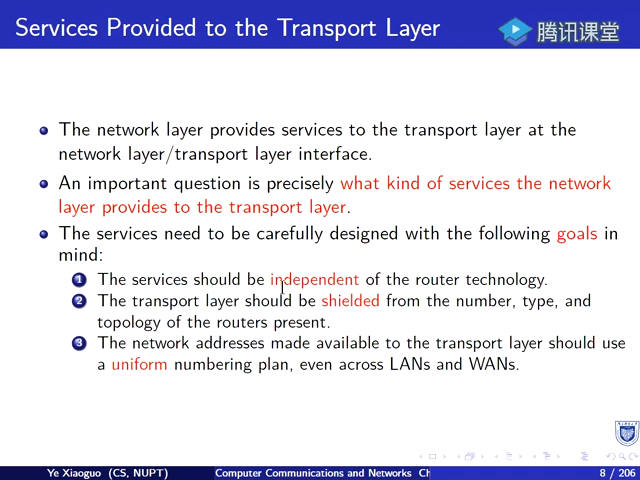 Services Provided to the Transport Layer
腾讯课堂
The network layer provides services to the transport layer at the
network layer/transport layer interface.
An important question is precisely what kind of services the network
layer provides to the transport layer.
The services need to be carefully designed with the following goals in
mind:
1 The services should be independent of the router technology.
2 The transport layer should be shielded from the number, type, and
topology of the routers present.
3 The network addresses made available to the transport layer should use
a uniform numbering plan, even across LANs and WANs.
Ye Xiaoguo (CS, NUPT) Computer Communications and Networks Ch 8 / 206